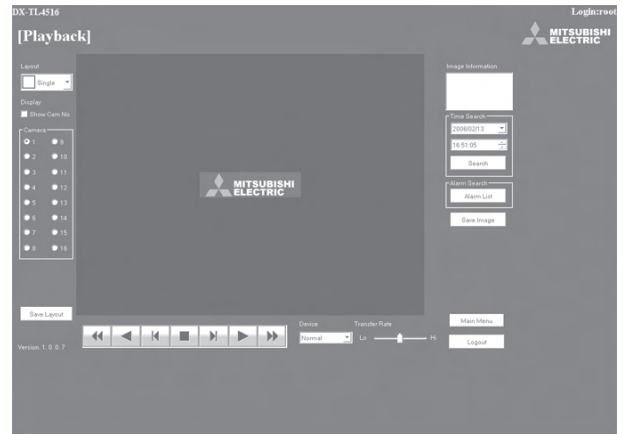 DX-TL4516
Login:root
[Playback]
MITSUBISHI
ELECTRIC
Layout
Single
Display
Show Cam No.
Camera
1 9
2 10
3 11
4 12
5 13
6 14
7 15
8 16
Save Layout
Version. 1. 0. 0. 7
MITSUBISHI
ELECTRIC
Device
Normal
Transfer Rate
Lo Hi
Image Information
Time Search
2006/02/13
16:51:05
Search
Alarm Search
Alarm List
Save Image
Main Menu
Logout